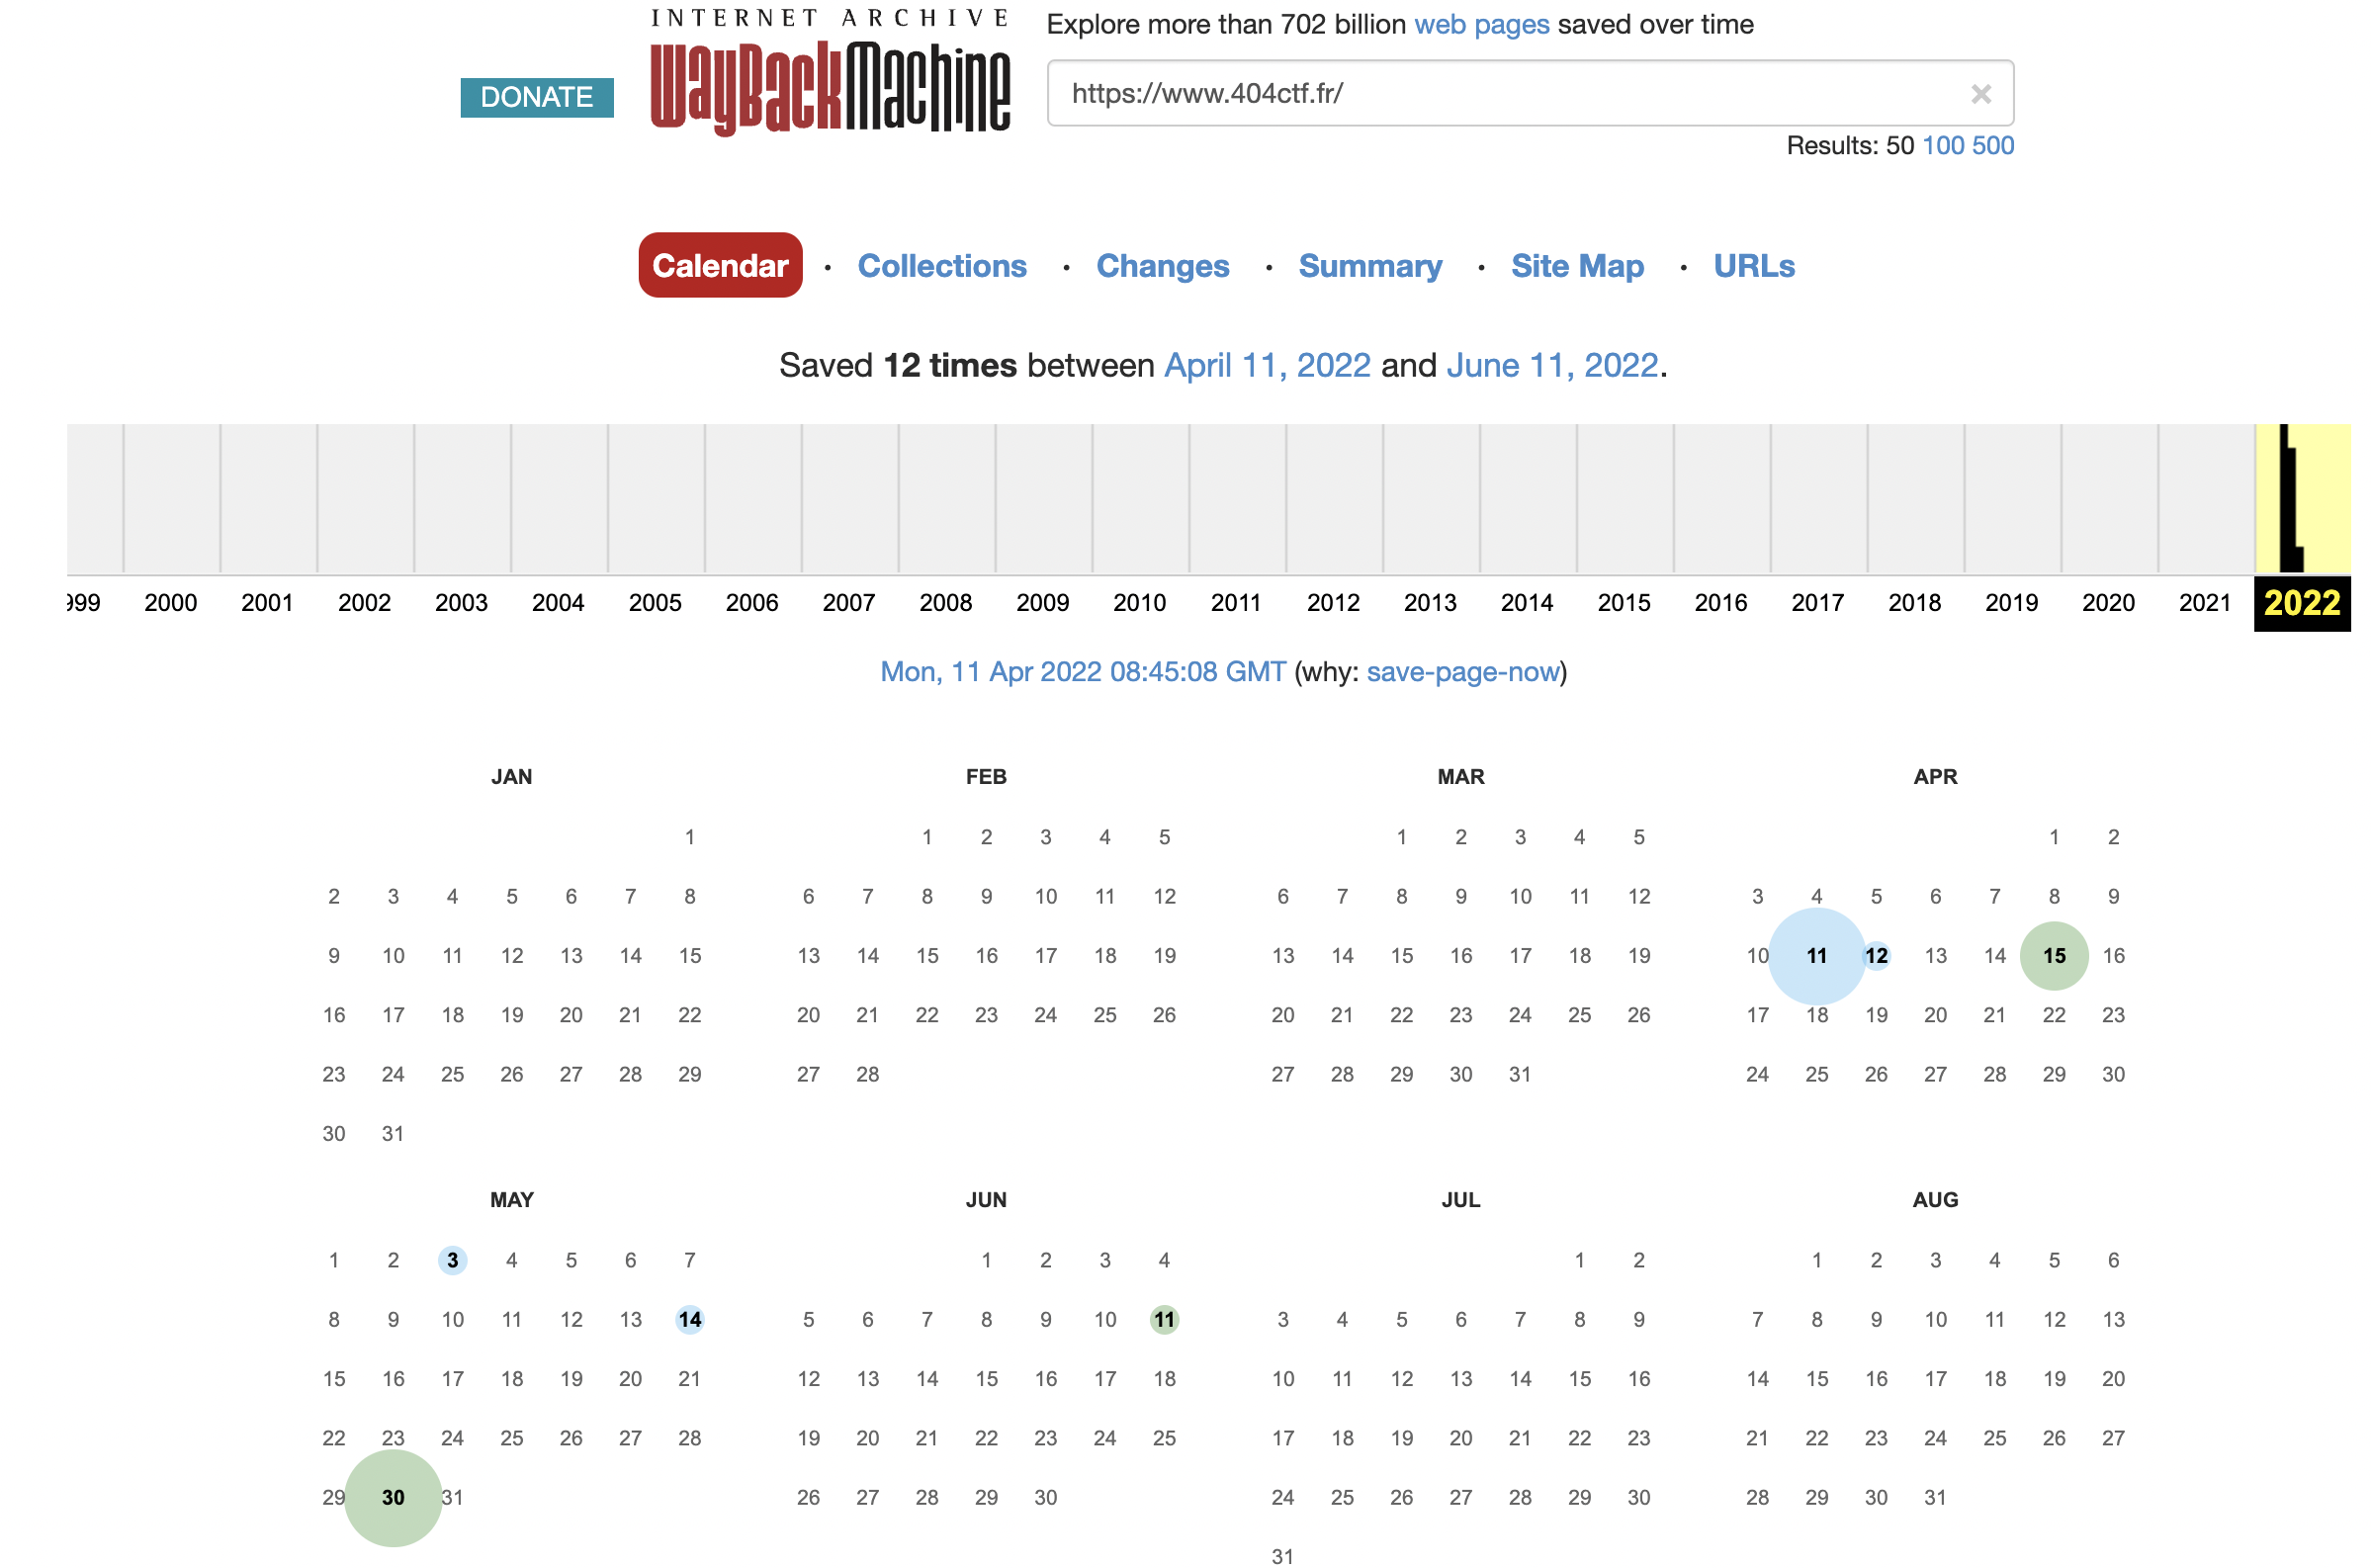 INTERNET ARCHIVE
WayBackMachine
DONATE
Explore more than 702 billion web pages saved over time
https://www.404ctf.fr/ ×
Results: 50 100 500
Calendar · Collections · Changes · Summary · Site Map · URLs
Saved 12 times between April 11, 2022 and June 11, 2022.
999 2000 2001 2002 2003 2004 2005 2006 2007 2008 2009 2010 2011 2012 2013 2014 2015 2016 2017 2018 2019 2020 2021 2022
Mon, 11 Apr 2022 08:45:08 GMT (why: save-page-now)
JAN
1
2 3 4 5 6 7 8
9 10 11 12 13 14 15
16 17 18 19 20 21 22
23 24 25 26 27 28 29
30 31
FEB
1 2 3 4 5
6 7 8 9 10 11 12
13 14 15 16 17 18 19
20 21 22 23 24 25 26
27 28
MAR
1 2 3 4 5
6 7 8 9 10 11 12
13 14 15 16 17 18 19
20 21 22 23 24 25 26
27 28 29 30 31
APR
1 2
3 4 5 6 7 8 9
10 11 12 13 14 15 16
17 18 19 20 21 22 23
24 25 26 27 28 29 30
MAY
1 2 3 4 5 6 7
8 9 10 11 12 13 14
15 16 17 18 19 20 21
22 23 24 25 26 27 28
29 30 31
JUN
1 2 3 4
5 6 7 8 9 10 11
12 13 14 15 16 17 18
19 20 21 22 23 24 25
26 27 28 29 30
JUL
1 2
3 4 5 6 7 8 9
10 11 12 13 14 15 16
17 18 19 20 21 22 23
24 25 26 27 28 29 30
31
AUG
1 2 3 4 5 6
7 8 9 10 11 12 13
14 15 16 17 18 19 20
21 22 23 24 25 26 27
28 29 30 31